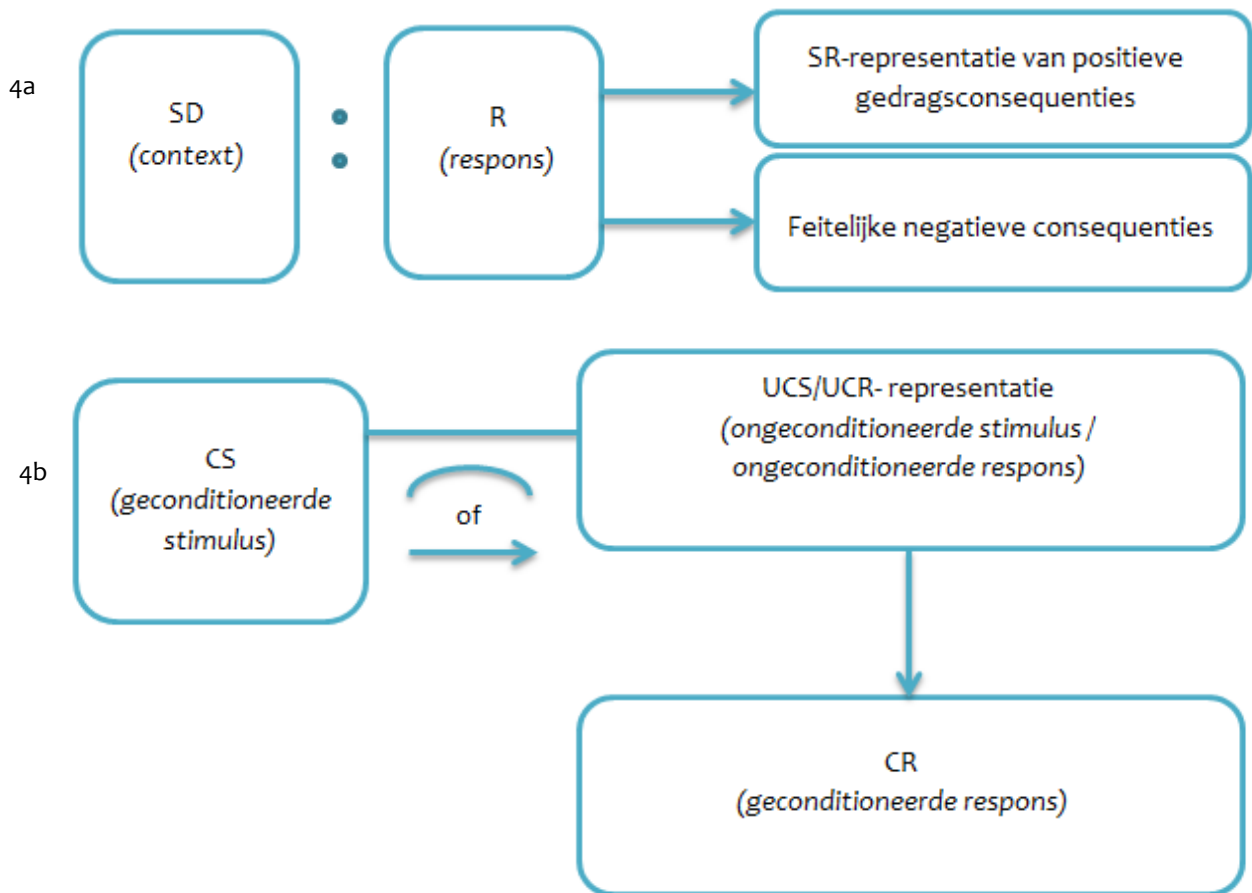 4a
SD
(context)
R
(respons)
SR-representatie van positieve
gedragsconsequenties
Feitelijke negatieve consequenties
4b
CS
(geconditioneerde
stimulus)
of
UCS/UCR- representatie
(ongeconditioneerde stimulus /
ongeconditioneerde respons)
CR
(geconditioneerde respons)